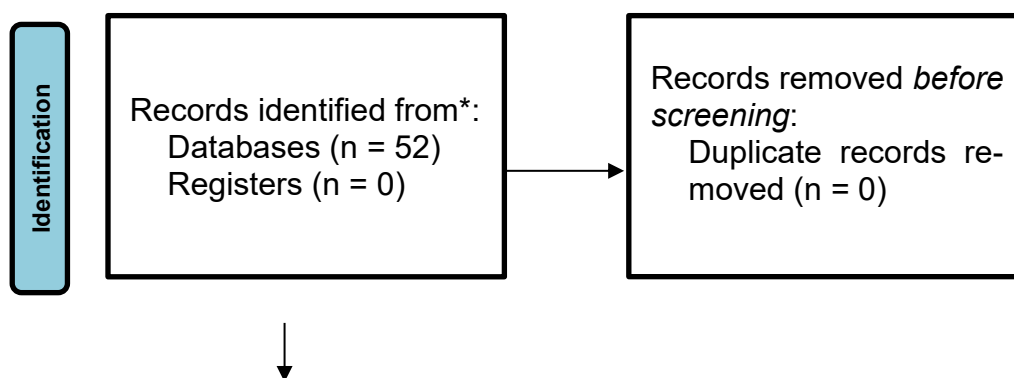 Identification
Records identified from*:
Databases (n = 52)
Registers (n = 0)
Records removed before
screening:
Duplicate records re-
moved (n = 0)